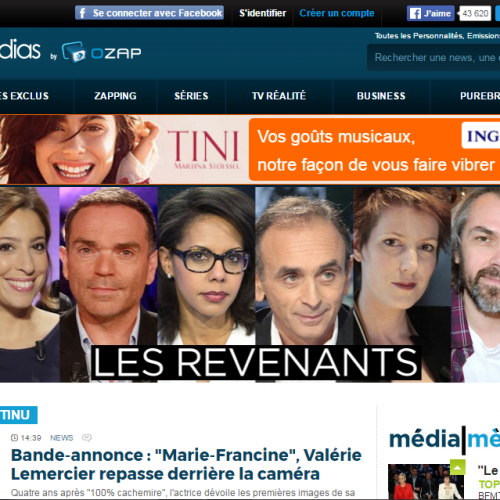 Se connecter avec Facebook
S'identifier
Créer un compte
J'aime
43 620
dias by OZAP
Toutes les Personnalités, Emission
Rechercher une news, une é
ES EXCLUS
ZAPPING
SÉRIES
TV RÉALITÉ
BUSINESS
PUREBR
TINI
MARTINA STOESSEL
Vos goûts musicaux,
notre façon de vous faire vibrer
ING
LES REVENANTS
TINU
14:39 NEWS
Bande-annonce : "Marie-Francine", Valérie
Lemercier repasse derrière la caméra
Quatre ans après "100% cachemire", l'actrice dévoile les premières images de sa
média|mè
"Le
TOP
BFM